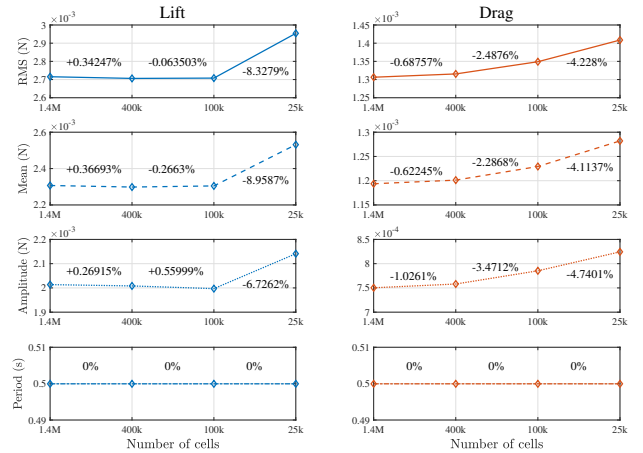 Lift
×10⁻³
RMS (N)
3
2.9
2.8
2.7
2.6
+0.34247%
-0.063503%
-8.3279%
1.4M
400k
100k
25k
Drag
×10⁻³
1.45
1.4
1.35
1.3
1.25
-0.68757%
-2.4876%
-4.228%
1.4M
400k
100k
25k
×10⁻³
Mean (N)
2.6
2.4
2.2
+0.36693%
-0.2663%
-8.9587%
1.4M
400k
100k
25k
×10⁻³
1.3
1.25
1.2
1.15
-0.62245%
-2.2868%
-4.1137%
1.4M
400k
100k
25k
×10⁻³
Amplitude (N)
2.2
2.1
2
1.9
+0.26915%
+0.55999%
-6.7262%
1.4M
400k
100k
25k
×10⁻⁴
8.5
8
7.5
7
-1.0261%
-3.4712%
-4.7401%
1.4M
400k
100k
25k
Period (s)
0.51
0.5
0.49
0%
0%
0%
1.4M
400k
100k
25k
Number of cells
0.51
0.5
0.49
0%
0%
0%
1.4M
400k
100k
25k
Number of cells